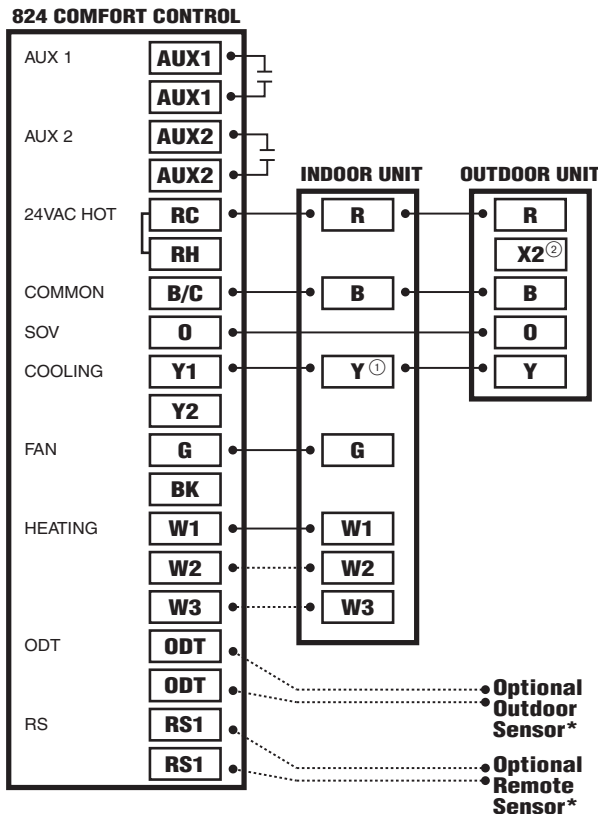 824 COMFORT CONTROL
AUX 1
AUX1
AUX1
AUX 2
AUX2
AUX2
INDOOR UNIT
OUTDOOR UNIT
24VAC HOT
RC
R
R
RH
X2②
COMMON
B/C
B
B
SOV
O
O
COOLING
Y1
Y①
Y
Y2
FAN
G
G
BK
HEATING
W1
W1
W2
W2
W3
W3
ODT
ODT
ODT
Optional
Outdoor
Sensor*
RS
RS1
RS1
Optional
Remote
Sensor*